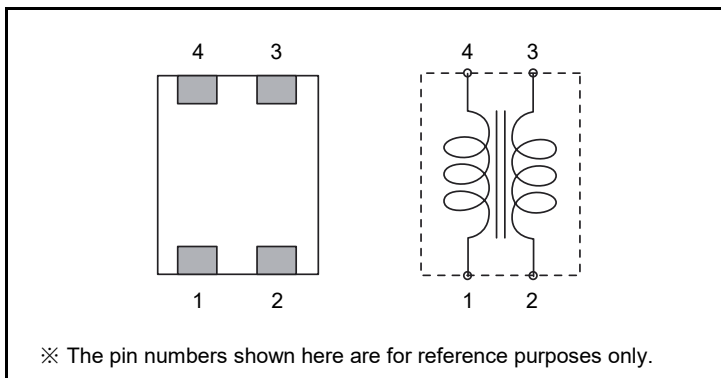 4 3 4 3
1 2 1 2
※ The pin numbers shown here are for reference purposes only.